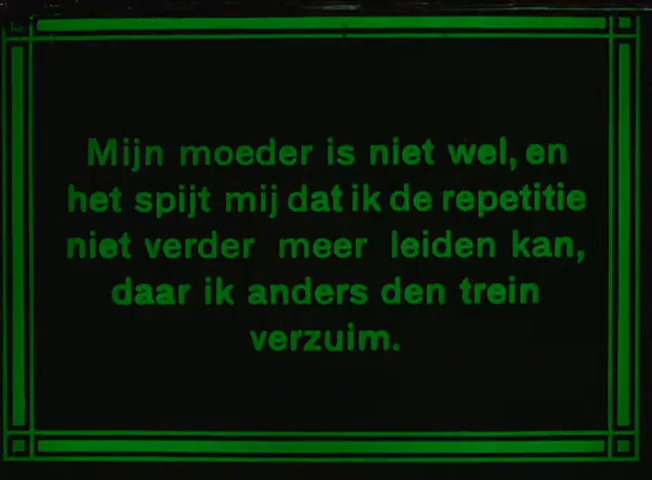 Mijn moeder is niet wel, en
het spijt mij dat ik de repetitie
niet verder meer leiden kan,
daar ik anders den trein
verzuim.